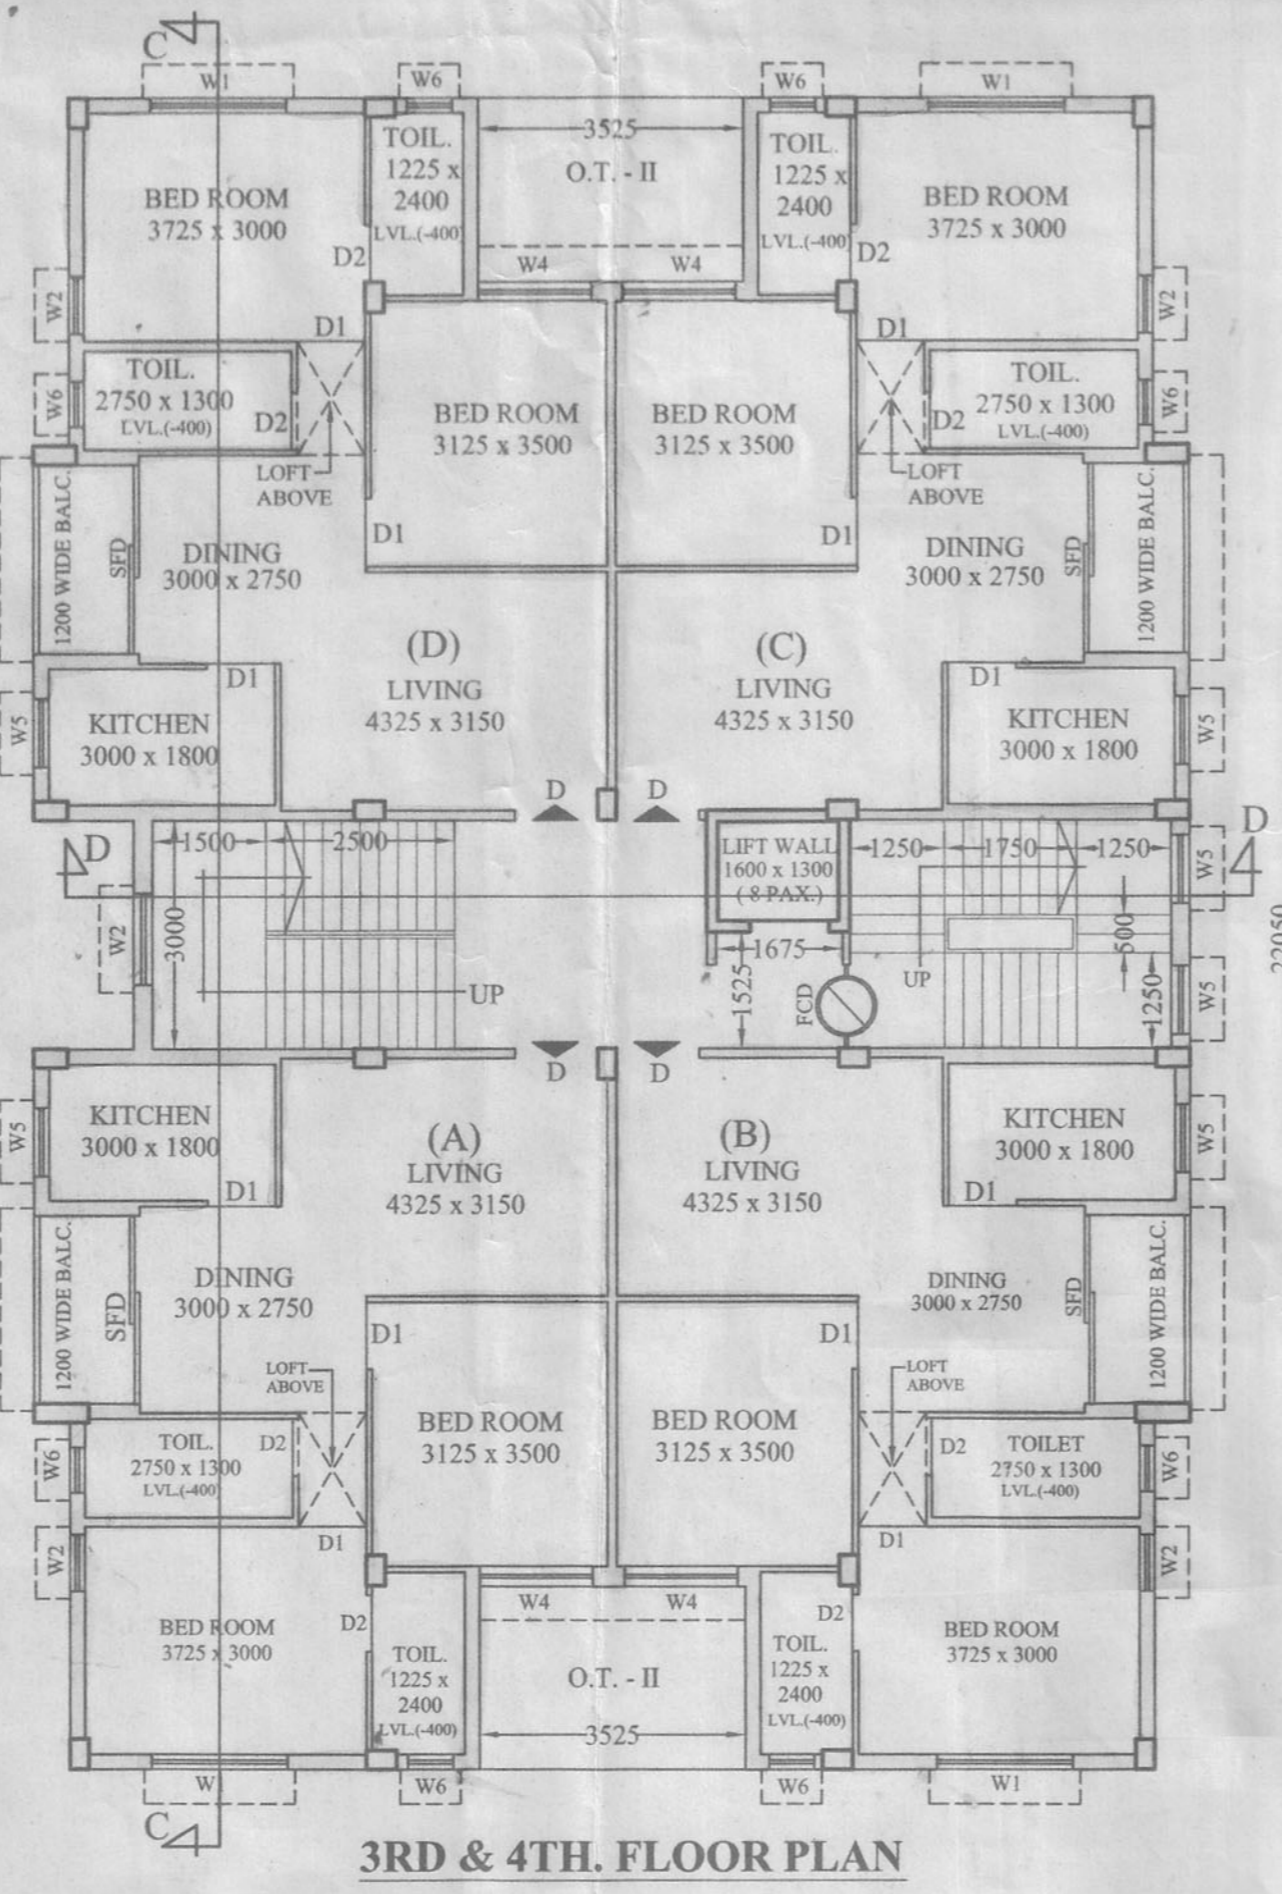 C
W1
W6
W6
W1
TOIL.
1225 x
2400
LVL.(-400)
3525
O.T. - II
TOIL.
1225 x
2400
LVL.(-400)
BED ROOM
3725 x 3000
BED ROOM
3725 x 3000
D2
W4
W4
D2
W2
D1
D1
W2
TOIL.
2750 x 1300
LVL.(-400)
D2
W6
TOIL.
2750 x 1300
LVL.(-400)
D2
W6
BED ROOM
3125 x 3500
BED ROOM
3125 x 3500
LOFT
ABOVE
LOFT
ABOVE
1200 WIDE BALC.
SFD
DINING
3000 x 2750
D1
D1
DINING
3000 x 2750
SFD
1200 WIDE BALC.
(D)
LIVING
4325 x 3150
(C)
LIVING
4325 x 3150
D1
D1
W5
KITCHEN
3000 x 1800
KITCHEN
3000 x 1800
W5
D
D
D
D
1500
2500
LIFT WALL
1600 x 1300
( 8 PAX.)
1250
1750
1250
W5
W2
3000
1675
1525
500
22050
UP
UP
FCD
1250
W5
D
D
W5
KITCHEN
3000 x 1800
(A)
LIVING
4325 x 3150
(B)
LIVING
4325 x 3150
KITCHEN
3000 x 1800
W5
D1
D1
1200 WIDE BALC.
SFD
DINING
3000 x 2750
D1
D1
DINING
3000 x 2750
SFD
1200 WIDE BALC.
LOFT
ABOVE
LOFT
ABOVE
BED ROOM
3125 x 3500
BED ROOM
3125 x 3500
W6
TOIL.
2750 x 1300
LVL.(-400)
D2
D2
TOILET
2750 x 1300
LVL.(-400)
W6
W2
D1
D1
W2
W4
W4
BED ROOM
3725 x 3000
D2
TOIL.
1225 x
2400
LVL.(-400)
O.T. - II
3525
D2
TOIL.
1225 x
2400
LVL.(-400)
BED ROOM
3725 x 3000
W
W6
W6
W1
C
3RD & 4TH. FLOOR PLAN